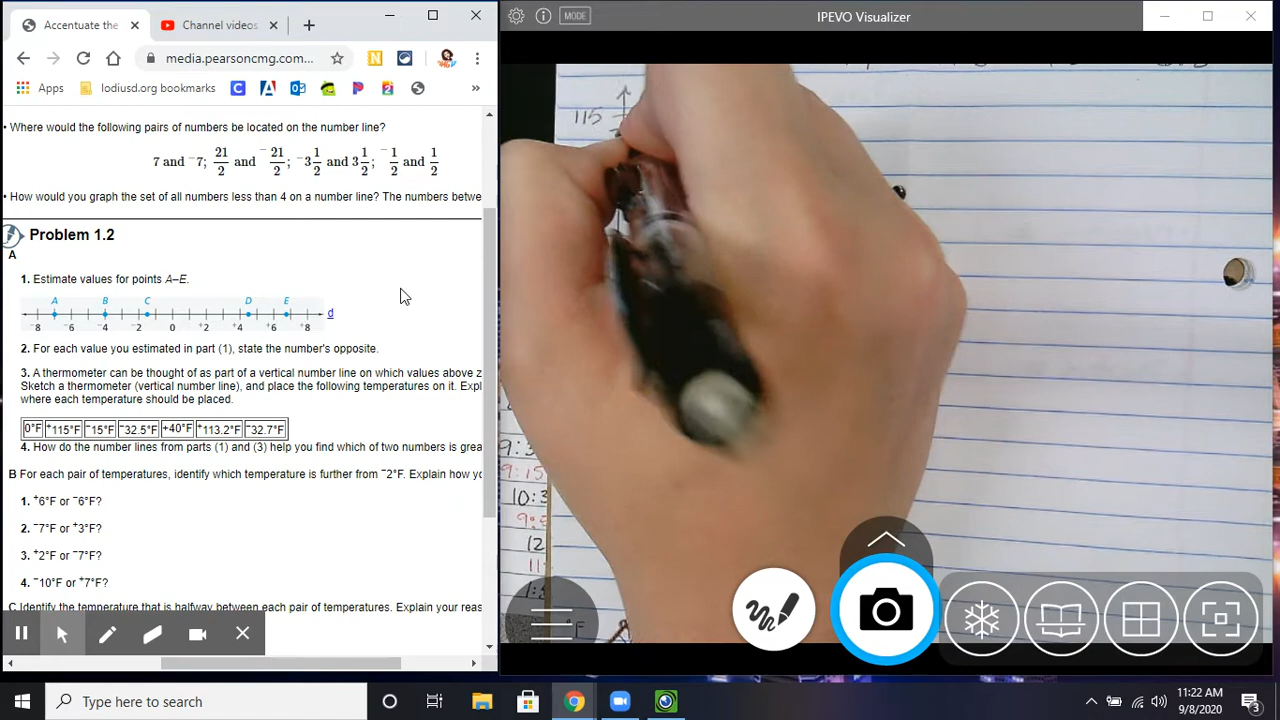 Accentuate the
Channel videos
IPEVO Visualizer
MODE
media.pearsoncmg.com...
Apps
lodiusd.org bookmarks
• Where would the following pairs of numbers be located on the number line?
7 and ⁻7; 21/2 and ⁻21/2; ⁻3 1/2 and 3 1/2; ⁻1/2 and 1/2
• How would you graph the set of all numbers less than 4 on a number line? The numbers betwe
Problem 1.2
A
1. Estimate values for points A–E.
A B C D E
⁻8 ⁻6 ⁻4 ⁻2 0 ⁺2 ⁺4 ⁺6 ⁺8
d
2. For each value you estimated in part (1), state the number's opposite.
3. A thermometer can be thought of as part of a vertical number line on which values above z
Sketch a thermometer (vertical number line), and place the following temperatures on it. Expl
where each temperature should be placed.
0°F ⁺115°F ⁻15°F ⁻32.5°F ⁺40°F ⁺113.2°F ⁻32.7°F
4. How do the number lines from parts (1) and (3) help you find which of two numbers is grea
B For each pair of temperatures, identify which temperature is further from ⁻2°F. Explain how yo
1. ⁺6°F or ⁻6°F?
2. ⁻7°F or ⁺3°F?
3. ⁺2°F or ⁻7°F?
4. ⁻10°F or ⁺7°F?
C Identify the temperature that is halfway between each pair of temperatures. Explain your reas
115
9:15
10:3
12
°F
Type here to search
11:22 AM
9/8/2020
3